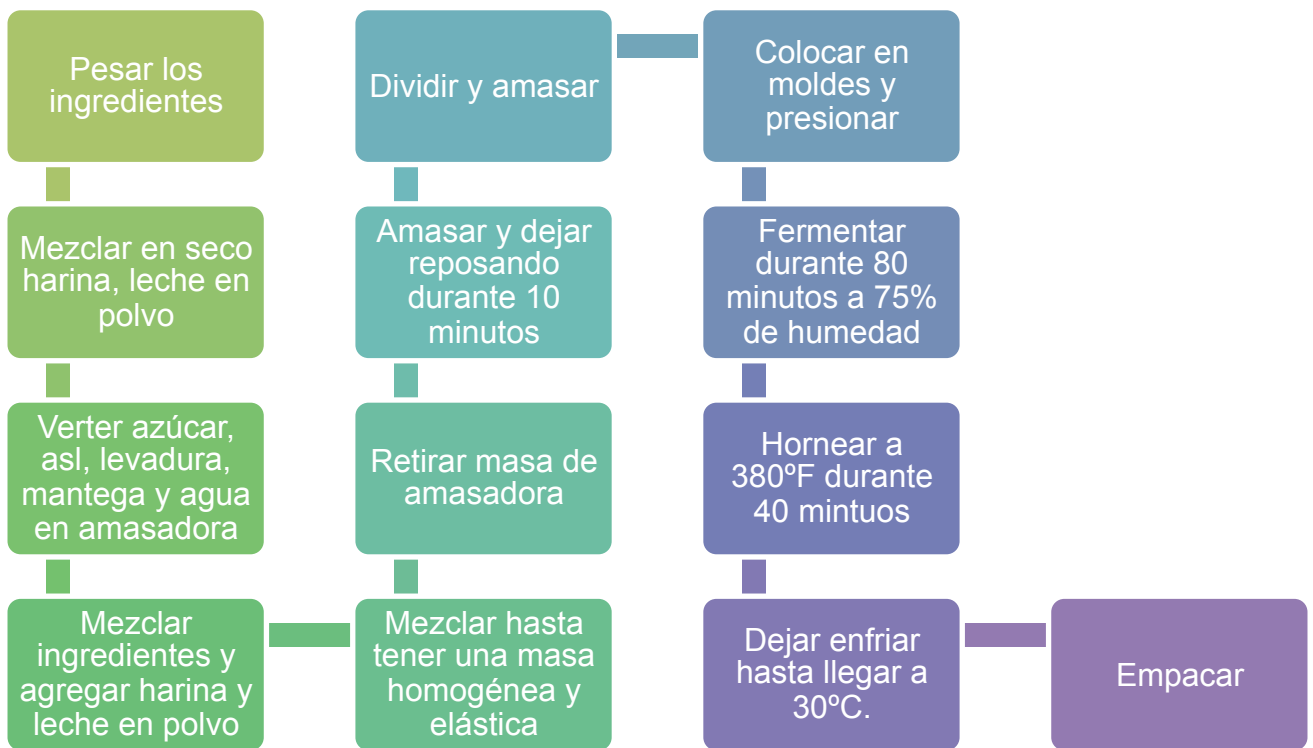 Pesar los
ingredientes
Mezclar en seco
harina, leche en
polvo
Verter azúcar,
asl, levadura,
mantega y agua
en amasadora
Mezclar
ingredientes y
agregar harina y
leche en polvo
Mezclar hasta
tener una masa
homogénea y
elástica
Retirar masa de
amasadora
Amasar y dejar
reposando
durante 10
minutos
Dividir y amasar
Colocar en
moldes y
presionar
Fermentar
durante 80
minutos a 75%
de humedad
Hornear a
380ºF durante
40 mintuos
Dejar enfriar
hasta llegar a
30ºC.
Empacar